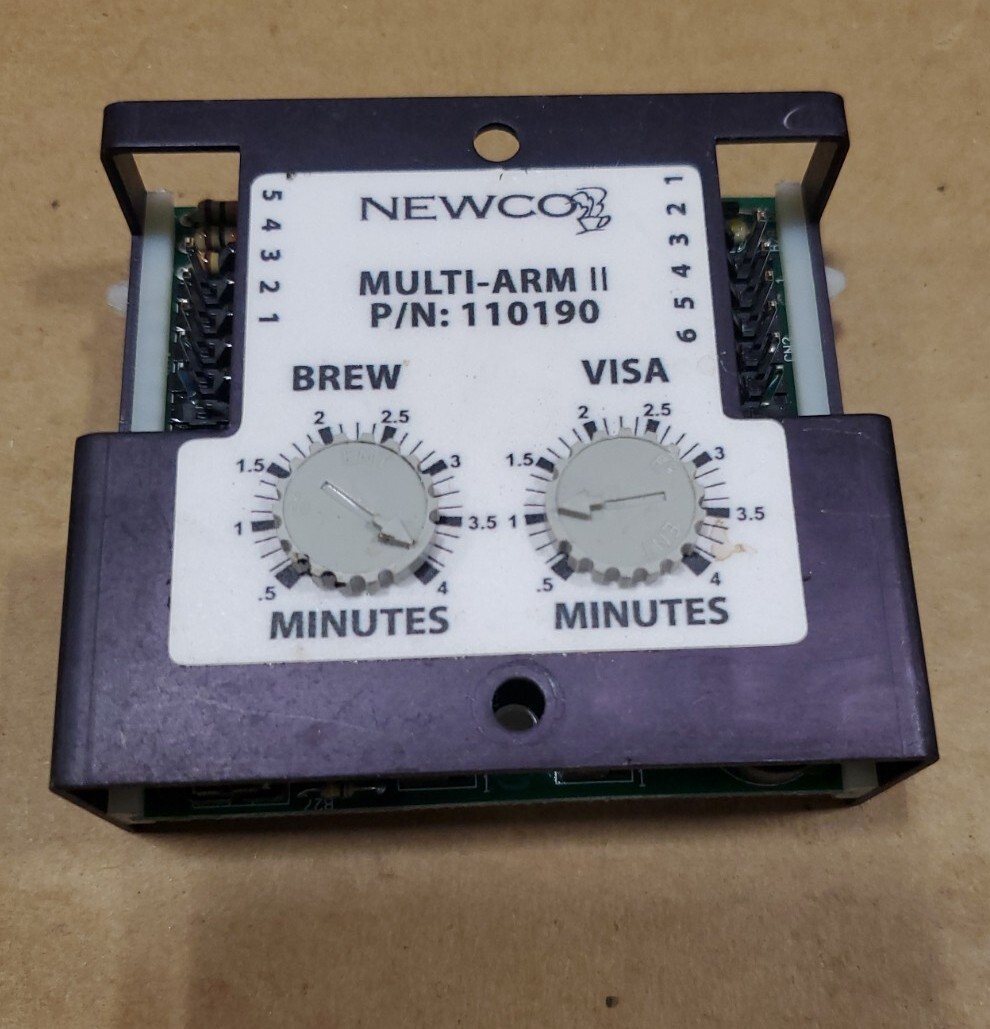 NEWCO
MULTI-ARM II
P/N: 110190
5 4 3 2 1
1 2 3 4 5 6
BREW
.5 1 1.5 2 2.5 3 3.5 4
MINUTES
VISA
.5 1 1.5 2 2.5 3 3.5 4
MINUTES
CN2
R27